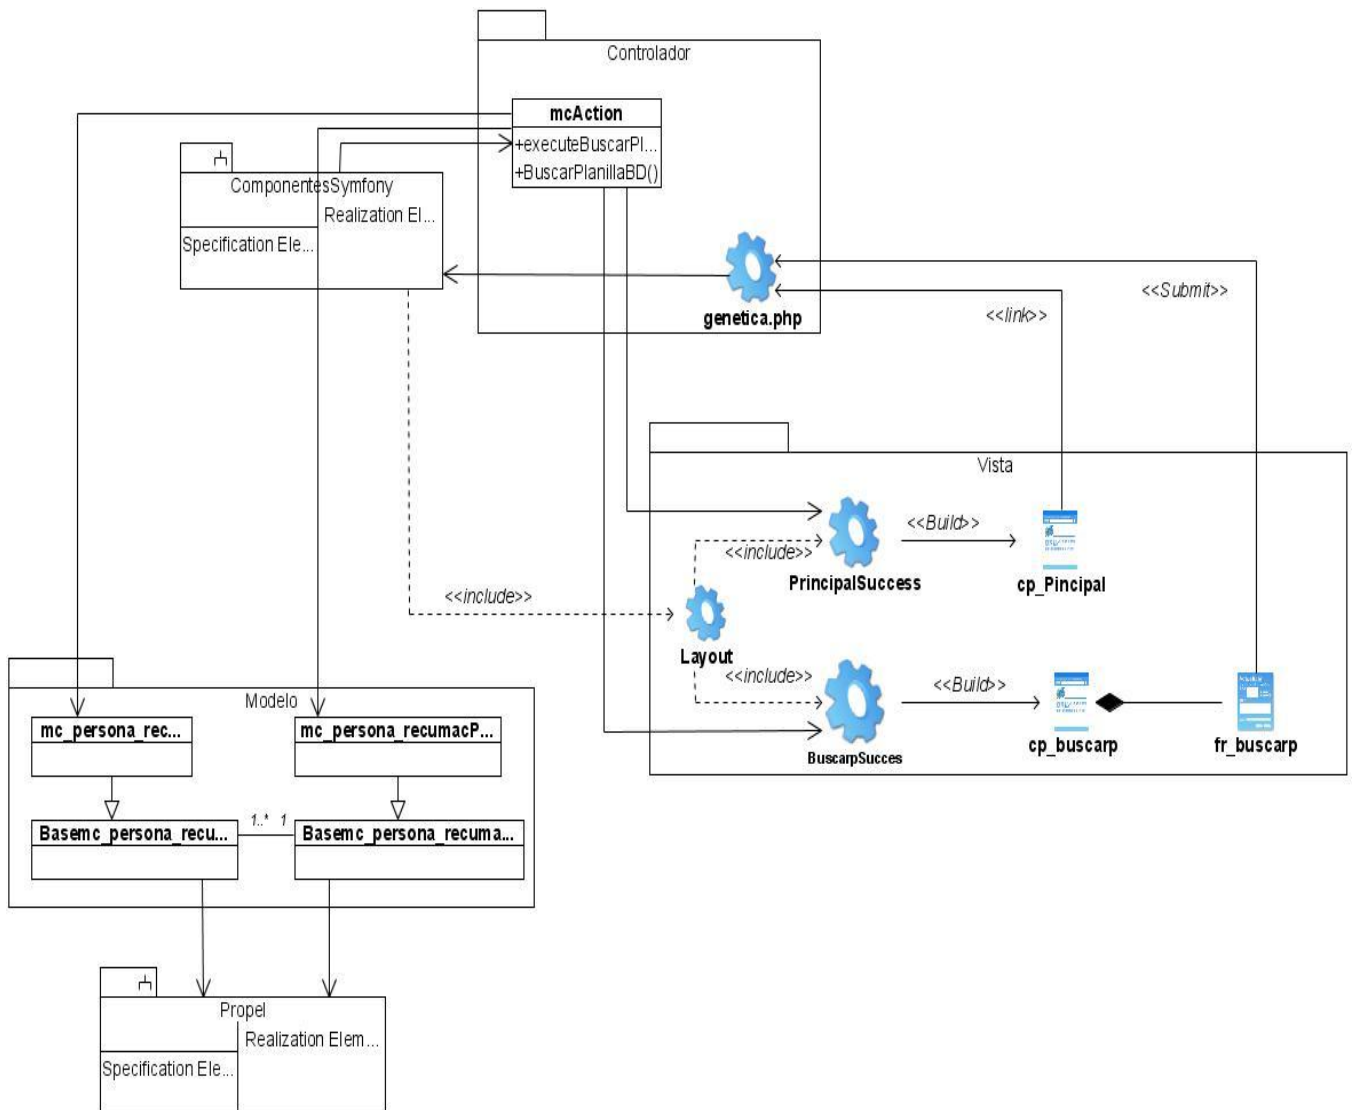 Controlador
mcAction
+executeBuscarPl...
+BuscarPlanillaBD()
ComponentesSymfony
Realization El...
Specification Ele...
genetica.php
<<Submit>>
<<link>>
Vista
<<Build>>
<<include>>
PrincipalSuccess
cp_Pincipal
<<include>>
Layout
<<include>>
<<Build>>
BuscarpSucces
cp_buscarp
fr_buscarp
Modelo
mc_persona_rec...
mc_persona_recumacP...
Basemc_persona_recu...
1..*
1
Basemc_persona_recuma...
Propel
Realization Elem...
Specification Ele...